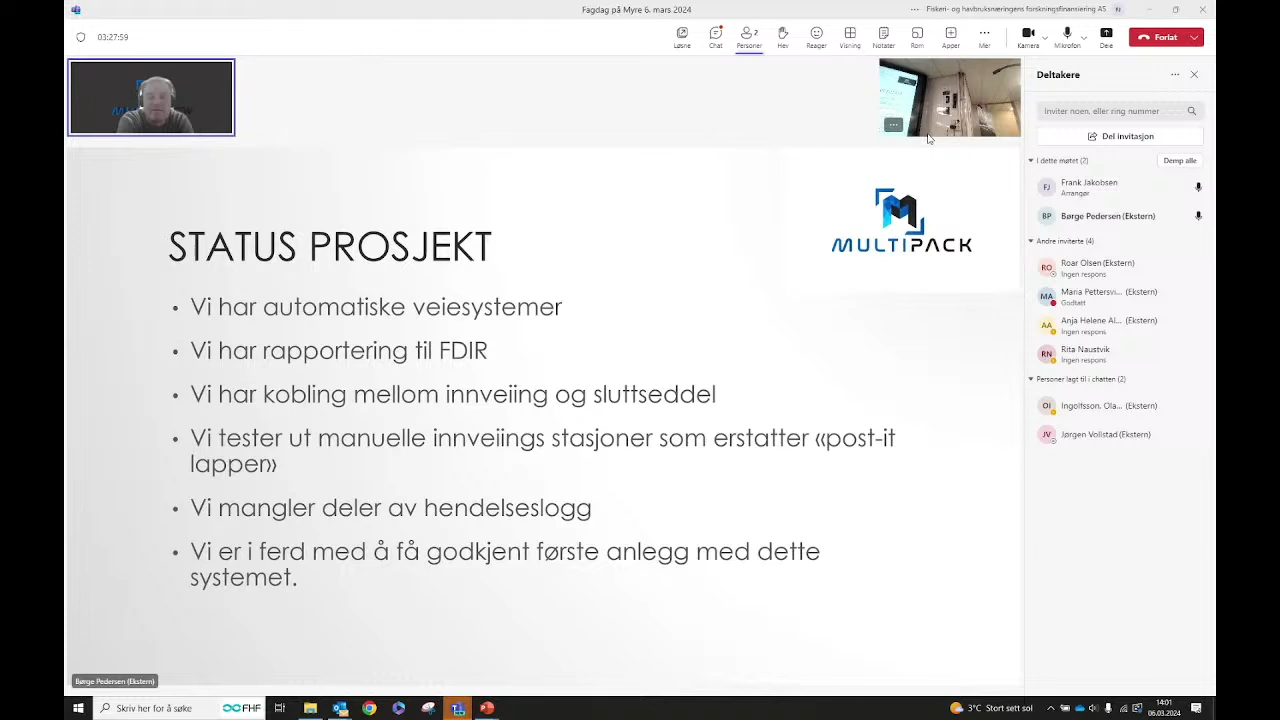 Fagdag på Myre 6. mars 2024
Fiskeri- og havbruksnæringens forskningsfinansiering AS
03:27:59
Løsne
Chat
Personer 2
Hev
Reager
Visning
Notater
Rom
Apper
Mer
Kamera
Mikrofon
Dele
Forlat
MULTIPACK
STATUS PROSJEKT
• Vi har automatiske veiesystemer
• Vi har rapportering til FDIR
• Vi har kobling mellom innveiing og sluttseddel
• Vi tester ut manuelle innveiings stasjoner som erstatter «post-it
lappen»
• Vi mangler deler av hendelseslogg
• Vi er i ferd med å få godkjent første anlegg med dette
systemet.
Børge Pedersen (Ekstern)
Deltakere
Inviter noen, eller ring nummer
Del invitasjon
I dette møtet (2)
Demp alle
FJ
Frank Jakobsen
Arrangør
BP
Børge Pedersen (Ekstern)
Andre inviterte (4)
RO
Roar Olsen (Ekstern)
Ingen respons
MA
Maria Pettersvi... (Ekstern)
Godtatt
AA
Anja Helene Al... (Ekstern)
Ingen respons
RN
Rita Naustvik
Ingen respons
Personer lagt til i chatten (2)
OI
Ingolfsson, Ola... (Ekstern)
JV
Jørgen Vollstad (Ekstern)
Skriv her for å søke
FHF
3°C Stort sett sol
14:01
06.03.2024